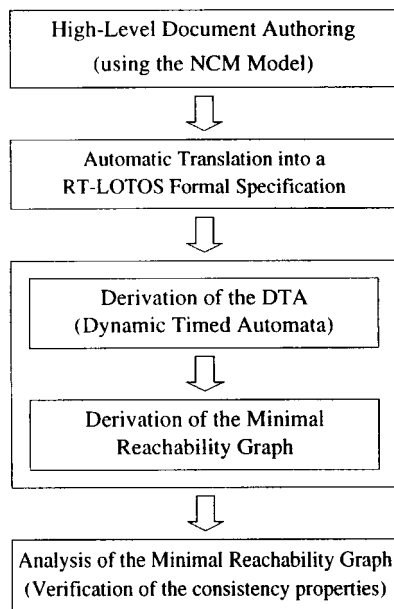 High-Level Document Authoring
(using the NCM Model)
Automatic Translation into a
RT-LOTOS Formal Specification
Derivation of the DTA
(Dynamic Timed Automata)
Derivation of the Minimal
Reachability Graph
Analysis of the Minimal Reachability Graph
(Verification of the consistency properties)